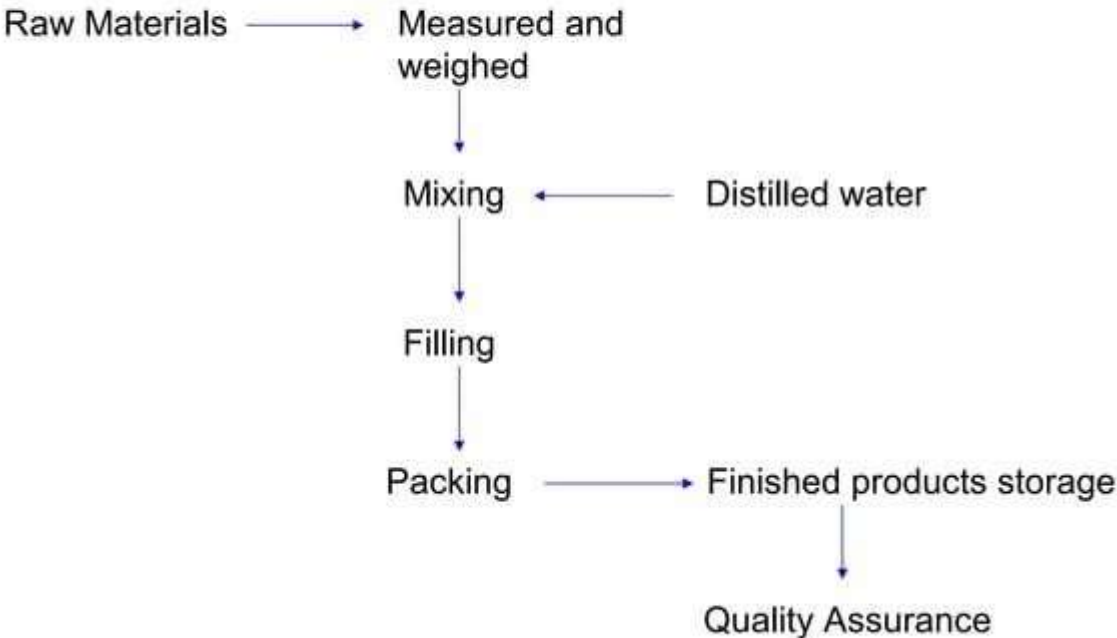 Raw Materials
Measured and
weighed
Mixing
Distilled water
Filling
Packing
Finished products storage
Quality Assurance